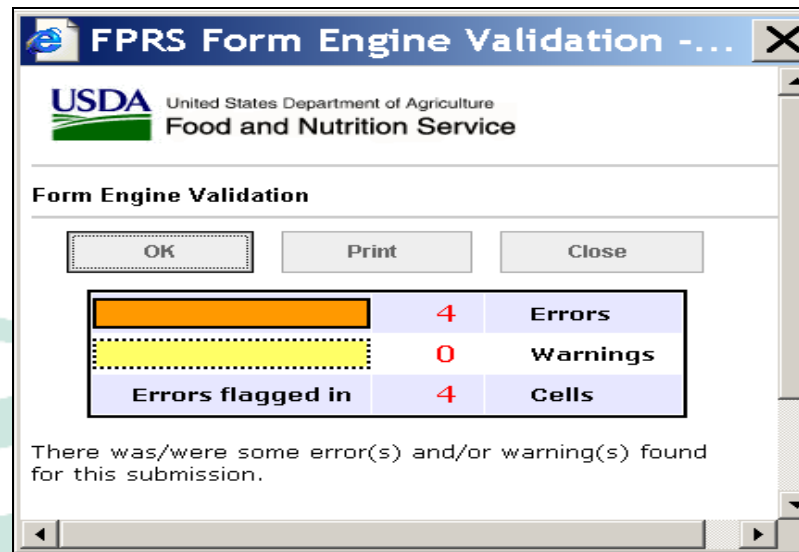 FPRS Form Engine Validation -...
USDA United States Department of Agriculture
Food and Nutrition Service
Form Engine Validation
OK Print Close
4 Errors
0 Warnings
Errors flagged in 4 Cells
There was/were some error(s) and/or warning(s) found
for this submission.